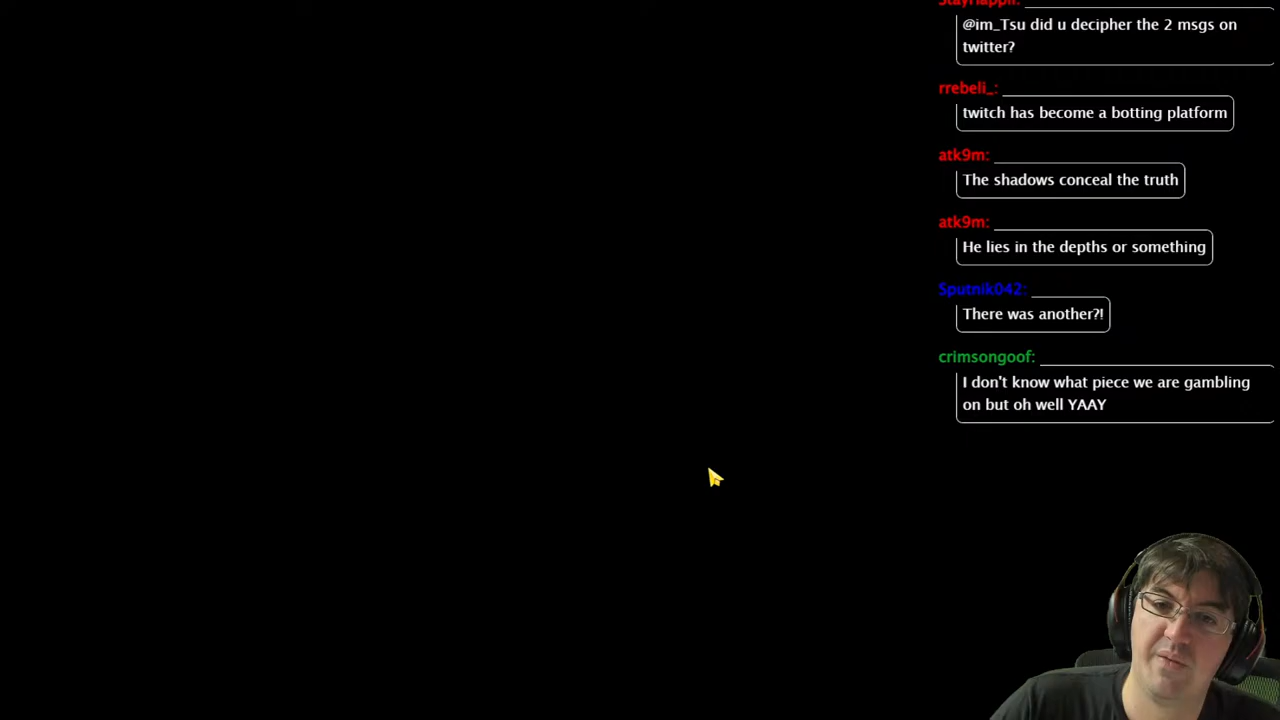 StayHappii:
@im_Tsu did u decipher the 2 msgs on
twitter?
rrebeli_:
twitch has become a botting platform
atk9m:
The shadows conceal the truth
atk9m:
He lies in the depths or something
Sputnik042:
There was another?!
crimsongoof:
I don't know what piece we are gambling
on but oh well YAAY